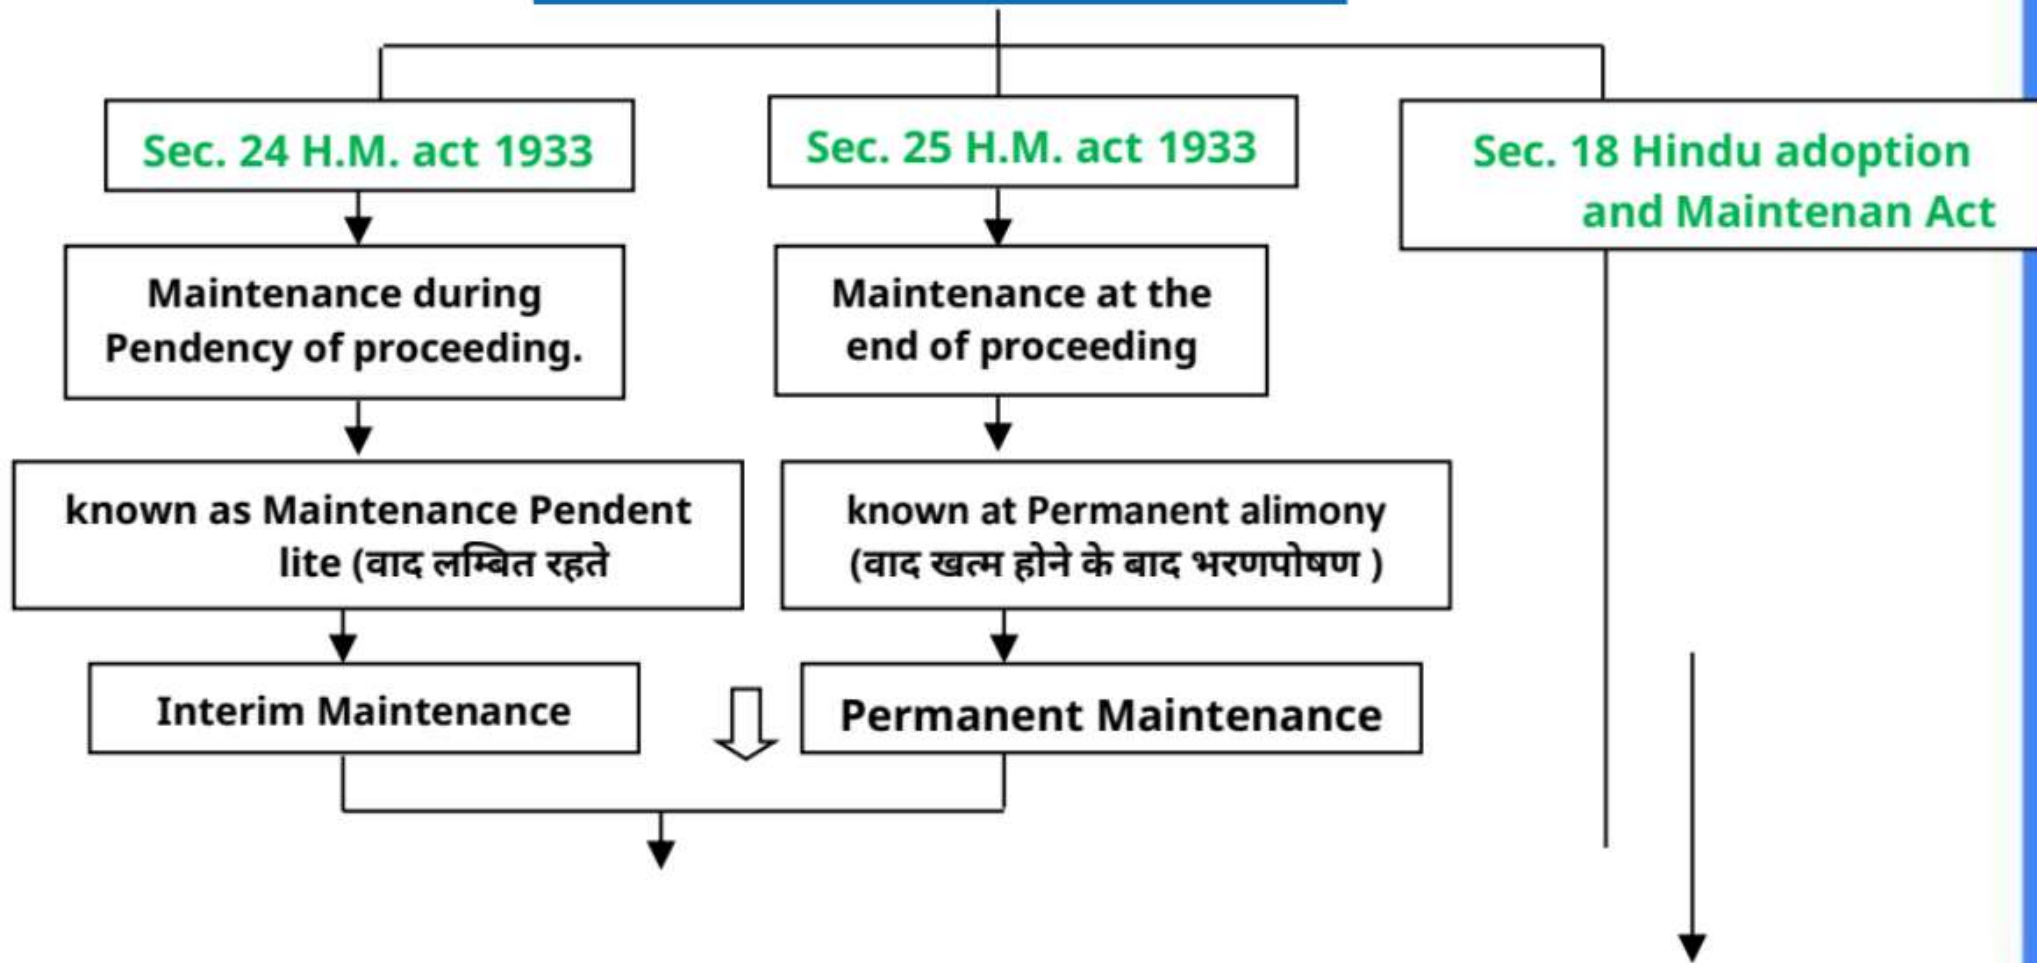 Sec. 24 H.M. act 1933
Sec. 25 H.M. act 1933
Sec. 18 Hindu adoption
and Maintenan Act
Maintenance during
Pendency of proceeding.
Maintenance at the
end of proceeding
known as Maintenance Pendent
lite (वाद लम्बित रहते
known at Permanent alimony
(वाद खत्म होने के बाद भरणपोषण )
Interim Maintenance
Permanent Maintenance